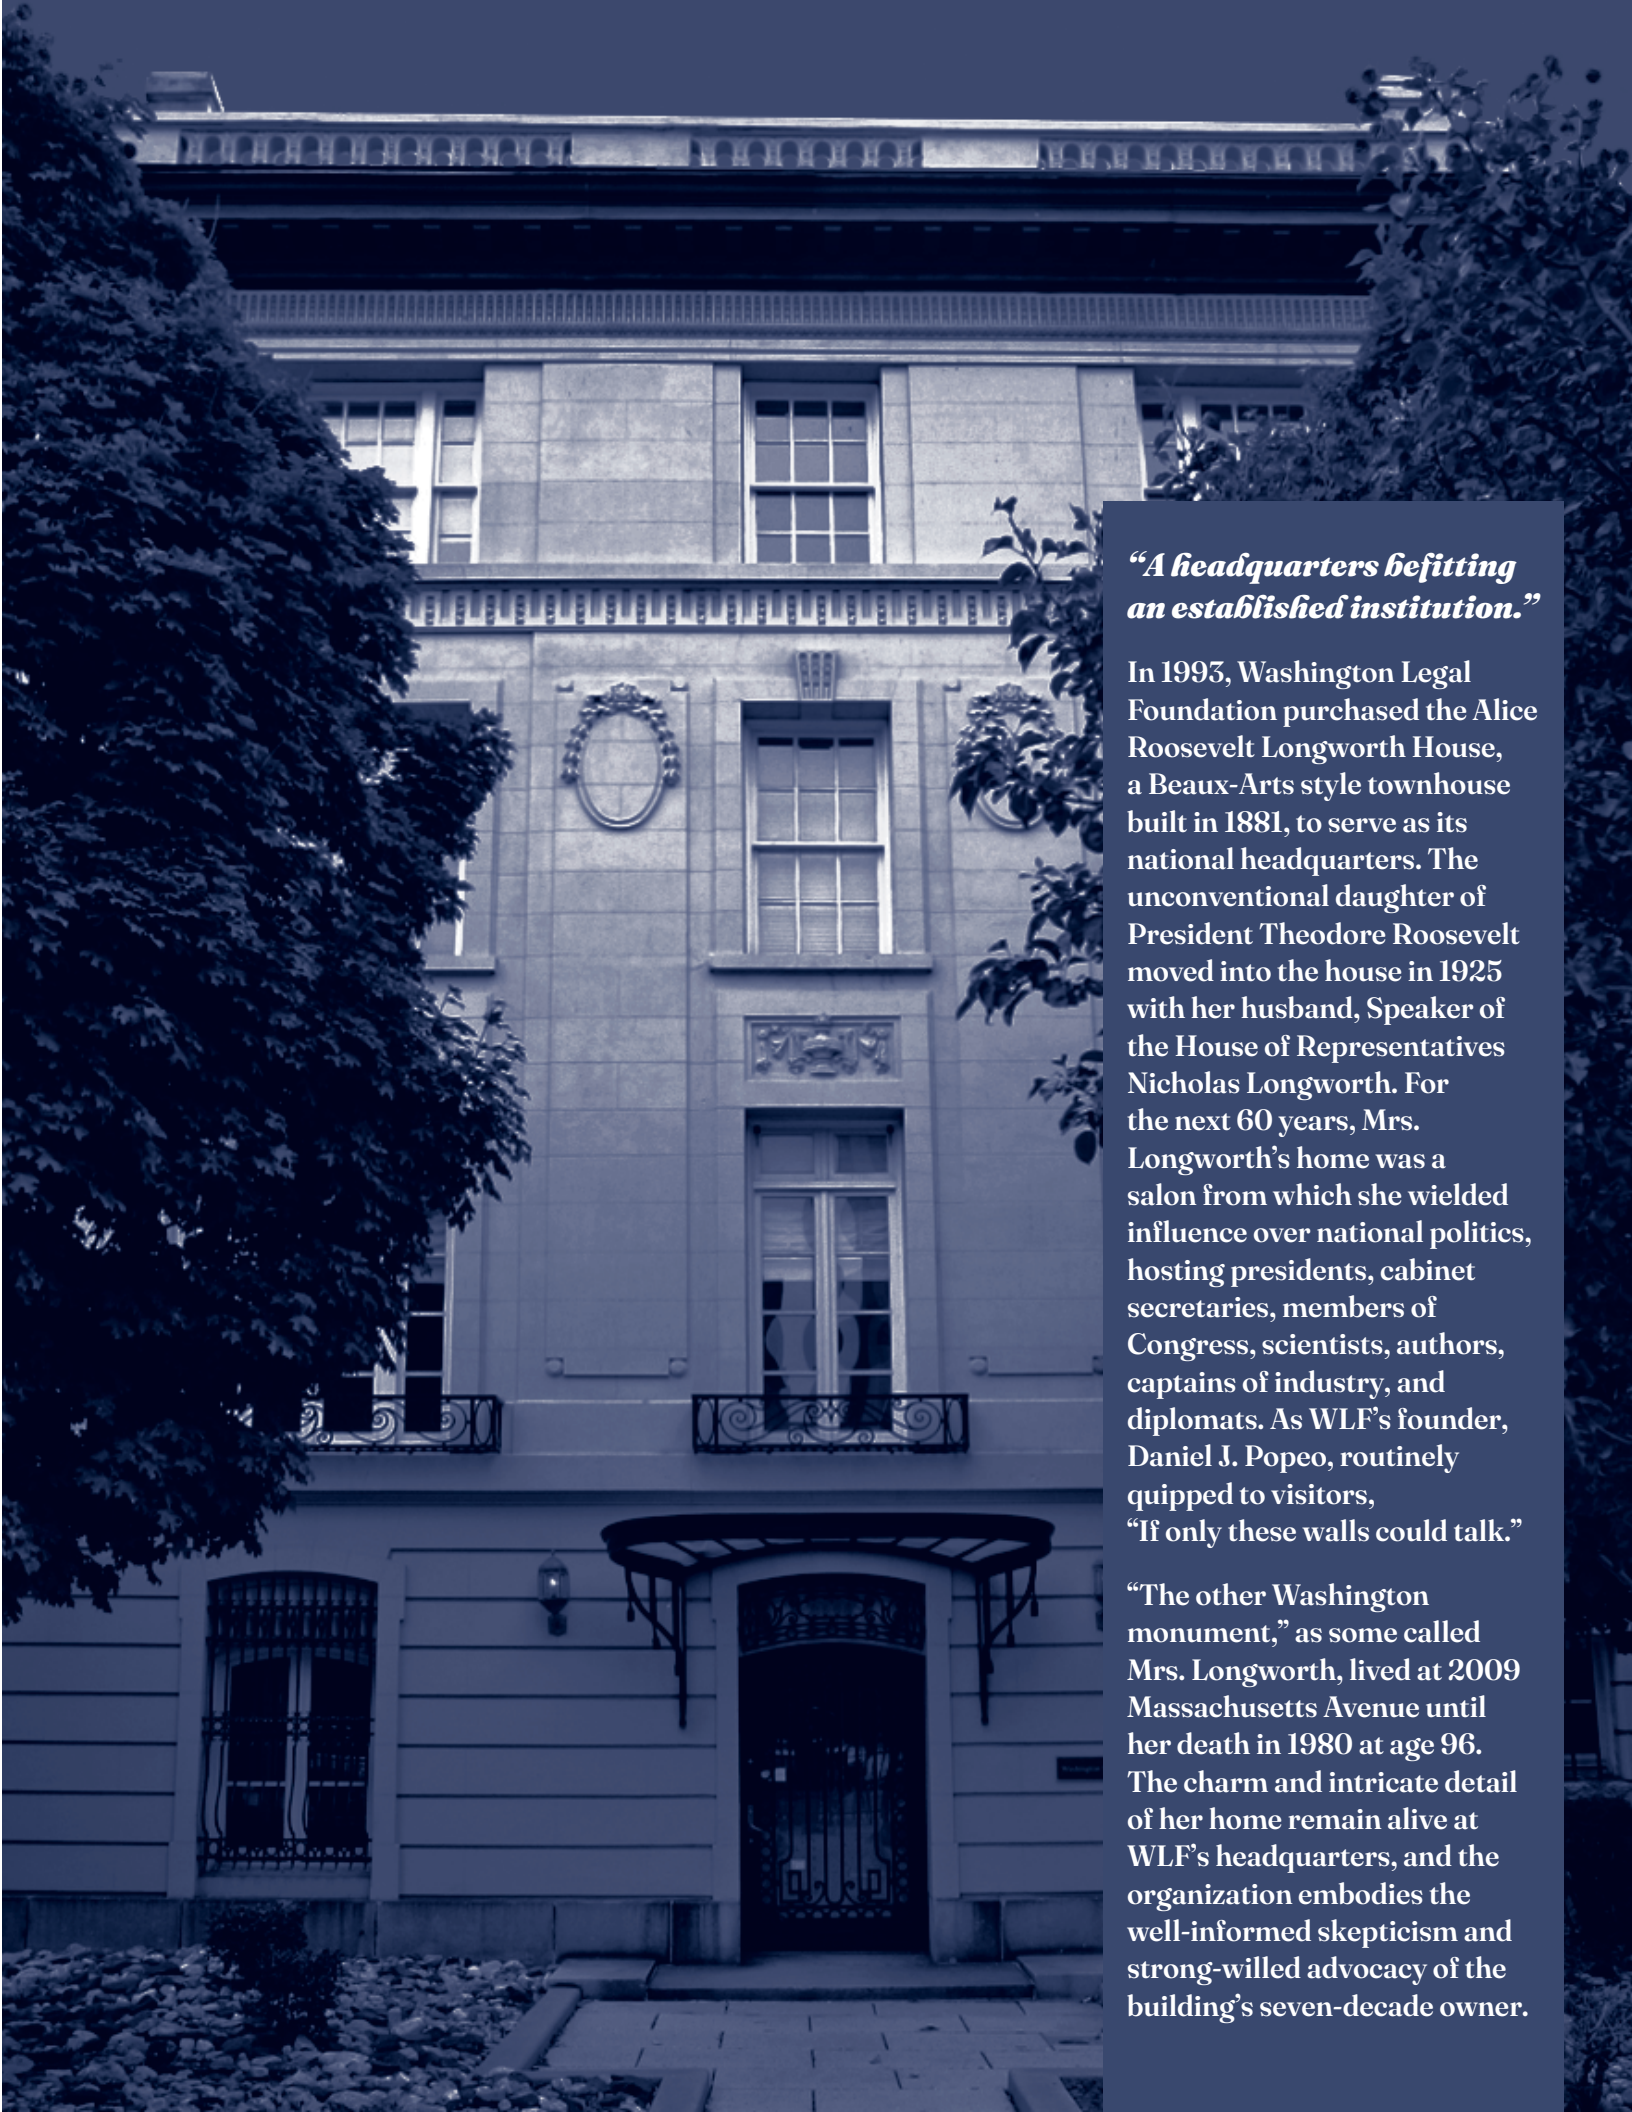 “A headquarters befitting
an established institution.”
In 1993, Washington Legal
Foundation purchased the Alice
Roosevelt Longworth House,
a Beaux-Arts style townhouse
built in 1881, to serve as its
national headquarters. The
unconventional daughter of
President Theodore Roosevelt
moved into the house in 1925
with her husband, Speaker of
the House of Representatives
Nicholas Longworth. For
the next 60 years, Mrs.
Longworth’s home was a
salon from which she wielded
influence over national politics,
hosting presidents, cabinet
secretaries, members of
Congress, scientists, authors,
captains of industry, and
diplomats. As WLF’s founder,
Daniel J. Popeo, routinely
quipped to visitors,
“If only these walls could talk.”
“The other Washington
monument,” as some called
Mrs. Longworth, lived at 2009
Massachusetts Avenue until
her death in 1980 at age 96.
The charm and intricate detail
of her home remain alive at
WLF’s headquarters, and the
organization embodies the
well-informed skepticism and
strong-willed advocacy of the
building’s seven-decade owner.